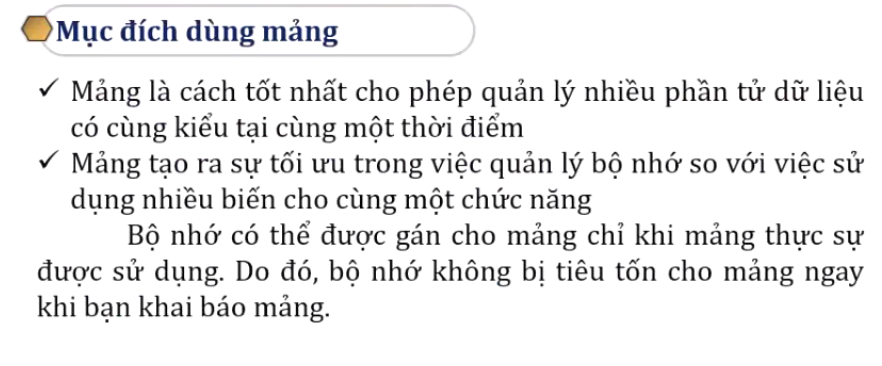 Mục đích dùng mảng
✓ Mảng là cách tốt nhất cho phép quản lý nhiều phần tử dữ liệu
có cùng kiểu tại cùng một thời điểm
✓ Mảng tạo ra sự tối ưu trong việc quản lý bộ nhớ so với việc sử
dụng nhiều biến cho cùng một chức năng
Bộ nhớ có thể được gán cho mảng chỉ khi mảng thực sự
được sử dụng. Do đó, bộ nhớ không bị tiêu tốn cho mảng ngay
khi bạn khai báo mảng.